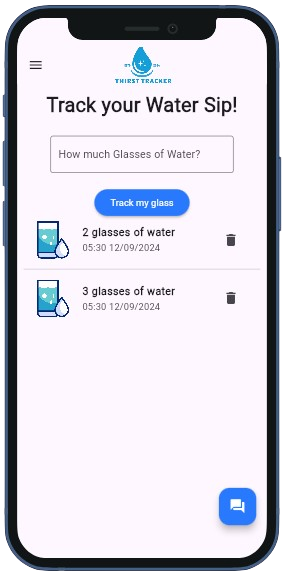 THIRST TRACKER
Track your Water Sip!
How much Glasses of Water?
Track my glass
2 glasses of water
05:30 12/09/2024
3 glasses of water
05:30 12/09/2024